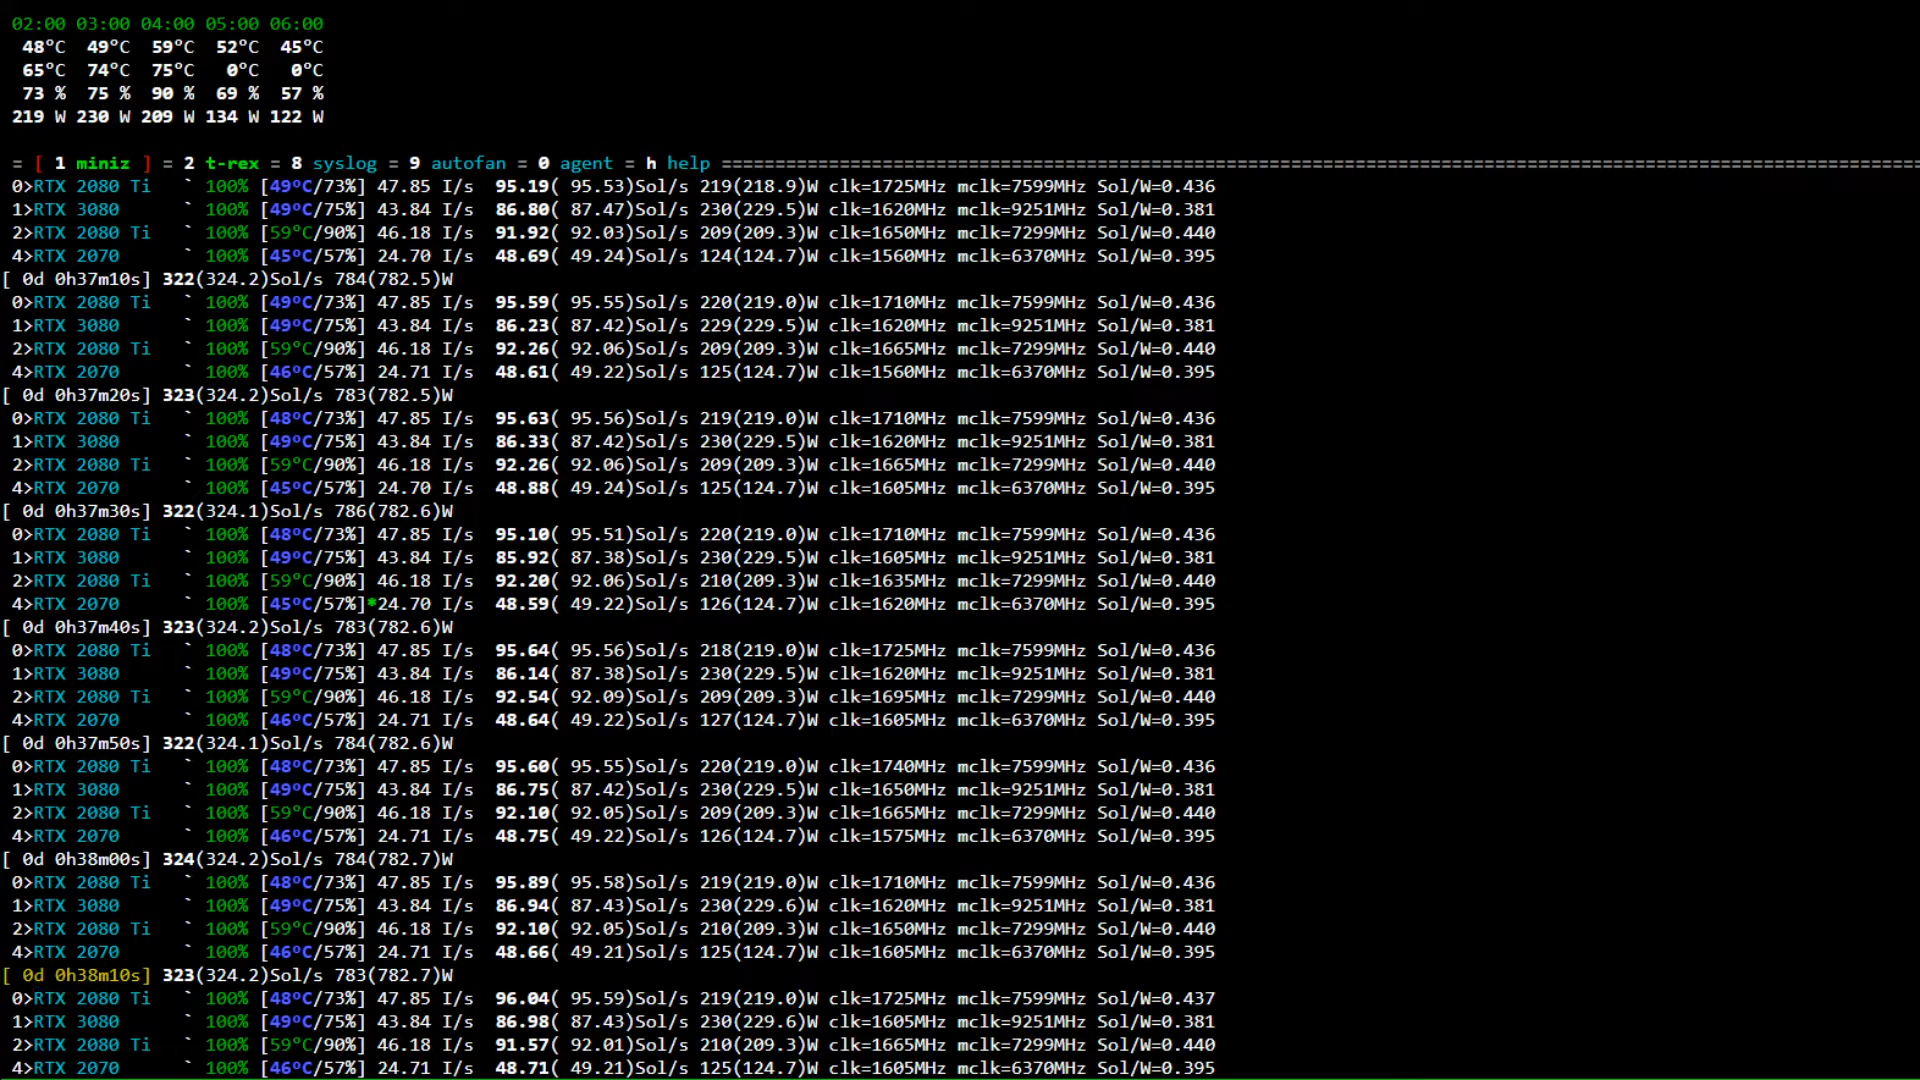 02:00 03:00 04:00 05:00 06:00
48°C 49°C 59°C 52°C 45°C
65°C 74°C 75°C 0°C 0°C
73 % 75 % 90 % 69 % 57 %
219 W 230 W 209 W 134 W 122 W
= [ 1 miniz ] = 2 t-rex = 8 syslog = 9 autofan = 0 agent = h help ===============================================================================================================
0>RTX 2080 Ti ` 100% [49ºC/73%] 47.85 I/s 95.19( 95.53)Sol/s 219(218.9)W clk=1725MHz mclk=7599MHz Sol/W=0.436
1>RTX 3080 ` 100% [49ºC/75%] 43.84 I/s 86.80( 87.47)Sol/s 230(229.5)W clk=1620MHz mclk=9251MHz Sol/W=0.381
2>RTX 2080 Ti ` 100% [59°C/90%] 46.18 I/s 91.92( 92.03)Sol/s 209(209.3)W clk=1650MHz mclk=7299MHz Sol/W=0.440
4>RTX 2070 ` 100% [45ºC/57%] 24.70 I/s 48.69( 49.24)Sol/s 124(124.7)W clk=1560MHz mclk=6370MHz Sol/W=0.395
[ 0d 0h37m10s] 322(324.2)Sol/s 784(782.5)W
0>RTX 2080 Ti ` 100% [49ºC/73%] 47.85 I/s 95.59( 95.55)Sol/s 220(219.0)W clk=1710MHz mclk=7599MHz Sol/W=0.436
1>RTX 3080 ` 100% [49ºC/75%] 43.84 I/s 86.23( 87.42)Sol/s 229(229.5)W clk=1620MHz mclk=9251MHz Sol/W=0.381
2>RTX 2080 Ti ` 100% [59°C/90%] 46.18 I/s 92.26( 92.06)Sol/s 209(209.3)W clk=1665MHz mclk=7299MHz Sol/W=0.440
4>RTX 2070 ` 100% [46ºC/57%] 24.71 I/s 48.61( 49.22)Sol/s 125(124.7)W clk=1560MHz mclk=6370MHz Sol/W=0.395
[ 0d 0h37m20s] 323(324.2)Sol/s 783(782.5)W
0>RTX 2080 Ti ` 100% [48ºC/73%] 47.85 I/s 95.63( 95.56)Sol/s 219(219.0)W clk=1710MHz mclk=7599MHz Sol/W=0.436
1>RTX 3080 ` 100% [49ºC/75%] 43.84 I/s 86.33( 87.42)Sol/s 230(229.5)W clk=1620MHz mclk=9251MHz Sol/W=0.381
2>RTX 2080 Ti ` 100% [59°C/90%] 46.18 I/s 92.26( 92.06)Sol/s 209(209.3)W clk=1665MHz mclk=7299MHz Sol/W=0.440
4>RTX 2070 ` 100% [45ºC/57%] 24.70 I/s 48.88( 49.24)Sol/s 125(124.7)W clk=1605MHz mclk=6370MHz Sol/W=0.395
[ 0d 0h37m30s] 322(324.1)Sol/s 786(782.6)W
0>RTX 2080 Ti ` 100% [48ºC/73%] 47.85 I/s 95.10( 95.51)Sol/s 220(219.0)W clk=1710MHz mclk=7599MHz Sol/W=0.436
1>RTX 3080 ` 100% [49ºC/75%] 43.84 I/s 85.92( 87.38)Sol/s 230(229.5)W clk=1605MHz mclk=9251MHz Sol/W=0.381
2>RTX 2080 Ti ` 100% [59°C/90%] 46.18 I/s 92.20( 92.06)Sol/s 210(209.3)W clk=1635MHz mclk=7299MHz Sol/W=0.440
4>RTX 2070 ` 100% [45ºC/57%]*24.70 I/s 48.59( 49.22)Sol/s 126(124.7)W clk=1620MHz mclk=6370MHz Sol/W=0.395
[ 0d 0h37m40s] 323(324.2)Sol/s 783(782.6)W
0>RTX 2080 Ti ` 100% [48ºC/73%] 47.85 I/s 95.64( 95.56)Sol/s 218(219.0)W clk=1725MHz mclk=7599MHz Sol/W=0.436
1>RTX 3080 ` 100% [49ºC/75%] 43.84 I/s 86.14( 87.38)Sol/s 230(229.5)W clk=1620MHz mclk=9251MHz Sol/W=0.381
2>RTX 2080 Ti ` 100% [59°C/90%] 46.18 I/s 92.54( 92.09)Sol/s 209(209.3)W clk=1695MHz mclk=7299MHz Sol/W=0.440
4>RTX 2070 ` 100% [46ºC/57%] 24.71 I/s 48.64( 49.22)Sol/s 127(124.7)W clk=1605MHz mclk=6370MHz Sol/W=0.395
[ 0d 0h37m50s] 322(324.1)Sol/s 784(782.6)W
0>RTX 2080 Ti ` 100% [48ºC/73%] 47.85 I/s 95.60( 95.55)Sol/s 220(219.0)W clk=1740MHz mclk=7599MHz Sol/W=0.436
1>RTX 3080 ` 100% [49ºC/75%] 43.84 I/s 86.75( 87.42)Sol/s 230(229.5)W clk=1650MHz mclk=9251MHz Sol/W=0.381
2>RTX 2080 Ti ` 100% [59°C/90%] 46.18 I/s 92.10( 92.05)Sol/s 209(209.3)W clk=1665MHz mclk=7299MHz Sol/W=0.440
4>RTX 2070 ` 100% [46ºC/57%] 24.71 I/s 48.75( 49.22)Sol/s 126(124.7)W clk=1575MHz mclk=6370MHz Sol/W=0.395
[ 0d 0h38m00s] 324(324.2)Sol/s 784(782.7)W
0>RTX 2080 Ti ` 100% [48ºC/73%] 47.85 I/s 95.89( 95.58)Sol/s 219(219.0)W clk=1710MHz mclk=7599MHz Sol/W=0.436
1>RTX 3080 ` 100% [49ºC/75%] 43.84 I/s 86.94( 87.43)Sol/s 230(229.6)W clk=1620MHz mclk=9251MHz Sol/W=0.381
2>RTX 2080 Ti ` 100% [59°C/90%] 46.18 I/s 92.10( 92.05)Sol/s 210(209.3)W clk=1650MHz mclk=7299MHz Sol/W=0.440
4>RTX 2070 ` 100% [46ºC/57%] 24.71 I/s 48.66( 49.21)Sol/s 125(124.7)W clk=1605MHz mclk=6370MHz Sol/W=0.395
[ 0d 0h38m10s] 323(324.2)Sol/s 783(782.7)W
0>RTX 2080 Ti ` 100% [48ºC/73%] 47.85 I/s 96.04( 95.59)Sol/s 219(219.0)W clk=1725MHz mclk=7599MHz Sol/W=0.437
1>RTX 3080 ` 100% [49ºC/75%] 43.84 I/s 86.98( 87.43)Sol/s 230(229.6)W clk=1605MHz mclk=9251MHz Sol/W=0.381
2>RTX 2080 Ti ` 100% [59°C/90%] 46.18 I/s 91.57( 92.01)Sol/s 210(209.3)W clk=1665MHz mclk=7299MHz Sol/W=0.440
4>RTX 2070 ` 100% [46ºC/57%] 24.71 I/s 48.71( 49.21)Sol/s 125(124.7)W clk=1605MHz mclk=6370MHz Sol/W=0.395